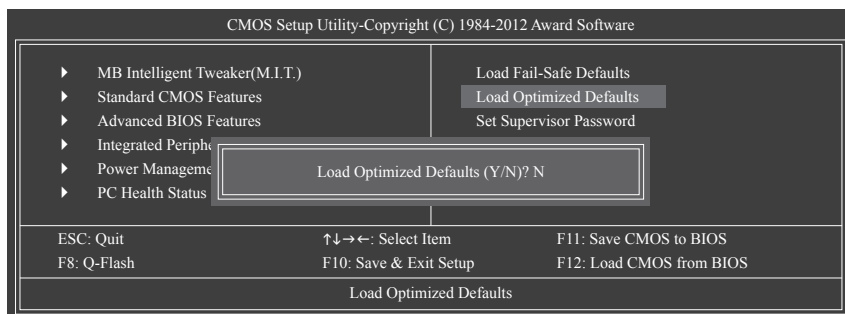 CMOS Setup Utility-Copyright (C) 1984-2012 Award Software
MB Intelligent Tweaker(M.I.T.)
Standard CMOS Features
Advanced BIOS Features
Integrated Periphe
Power Manageme
PC Health Status
Load Fail-Safe Defaults
Load Optimized Defaults
Set Supervisor Password
Load Optimized Defaults (Y/N)? N
ESC: Quit ↑↓→←: Select Item F11: Save CMOS to BIOS
F8: Q-Flash F10: Save & Exit Setup F12: Load CMOS from BIOS
Load Optimized Defaults